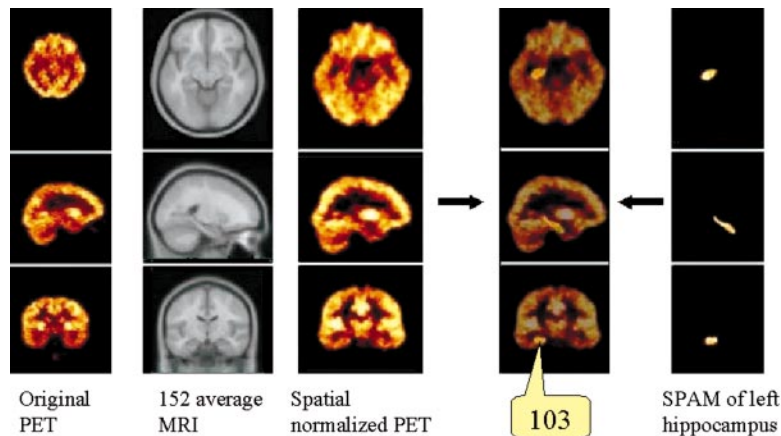 Original
PET
152 average
MRI
Spatial
normalized PET
103
SPAM of left
hippocampus